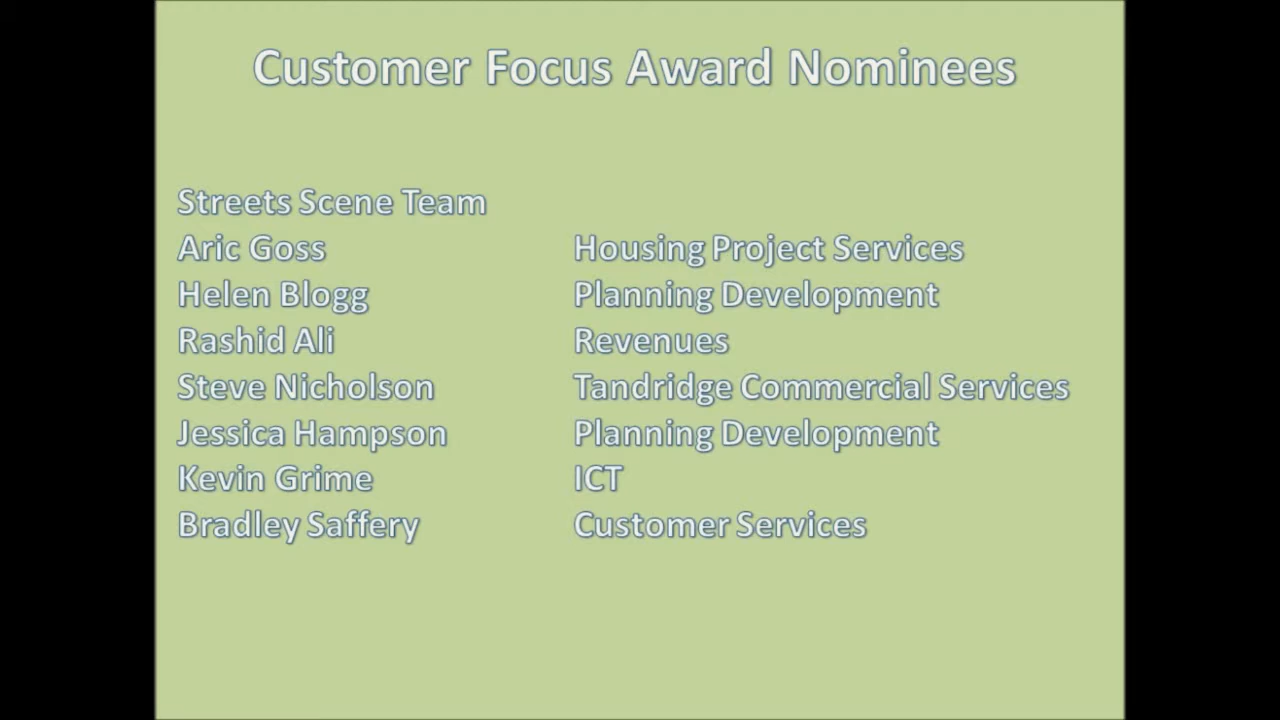 Customer Focus Award Nominees
Streets Scene Team
Aric Goss Housing Project Services
Helen Blogg Planning Development
Rashid Ali Revenues
Steve Nicholson Tandridge Commercial Services
Jessica Hampson Planning Development
Kevin Grime ICT
Bradley Saffery Customer Services